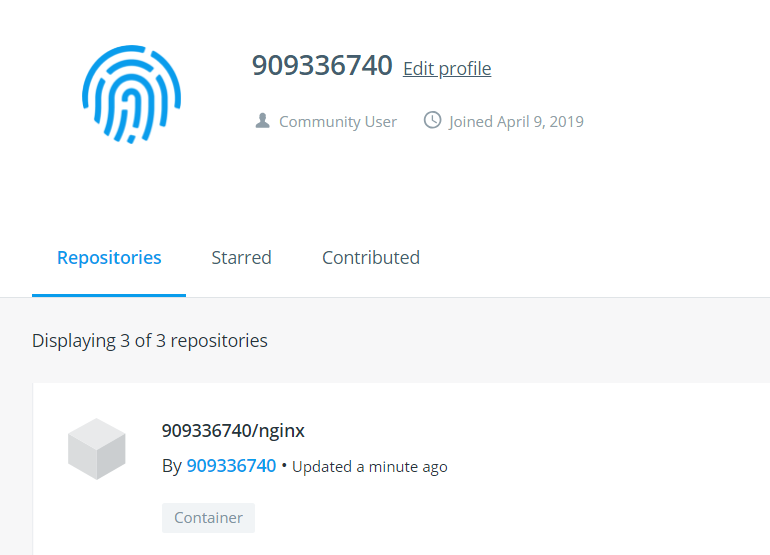 909336740 Edit profile
Community User Joined April 9, 2019
Repositories Starred Contributed
Displaying 3 of 3 repositories
909336740/nginx
By 909336740 • Updated a minute ago
Container